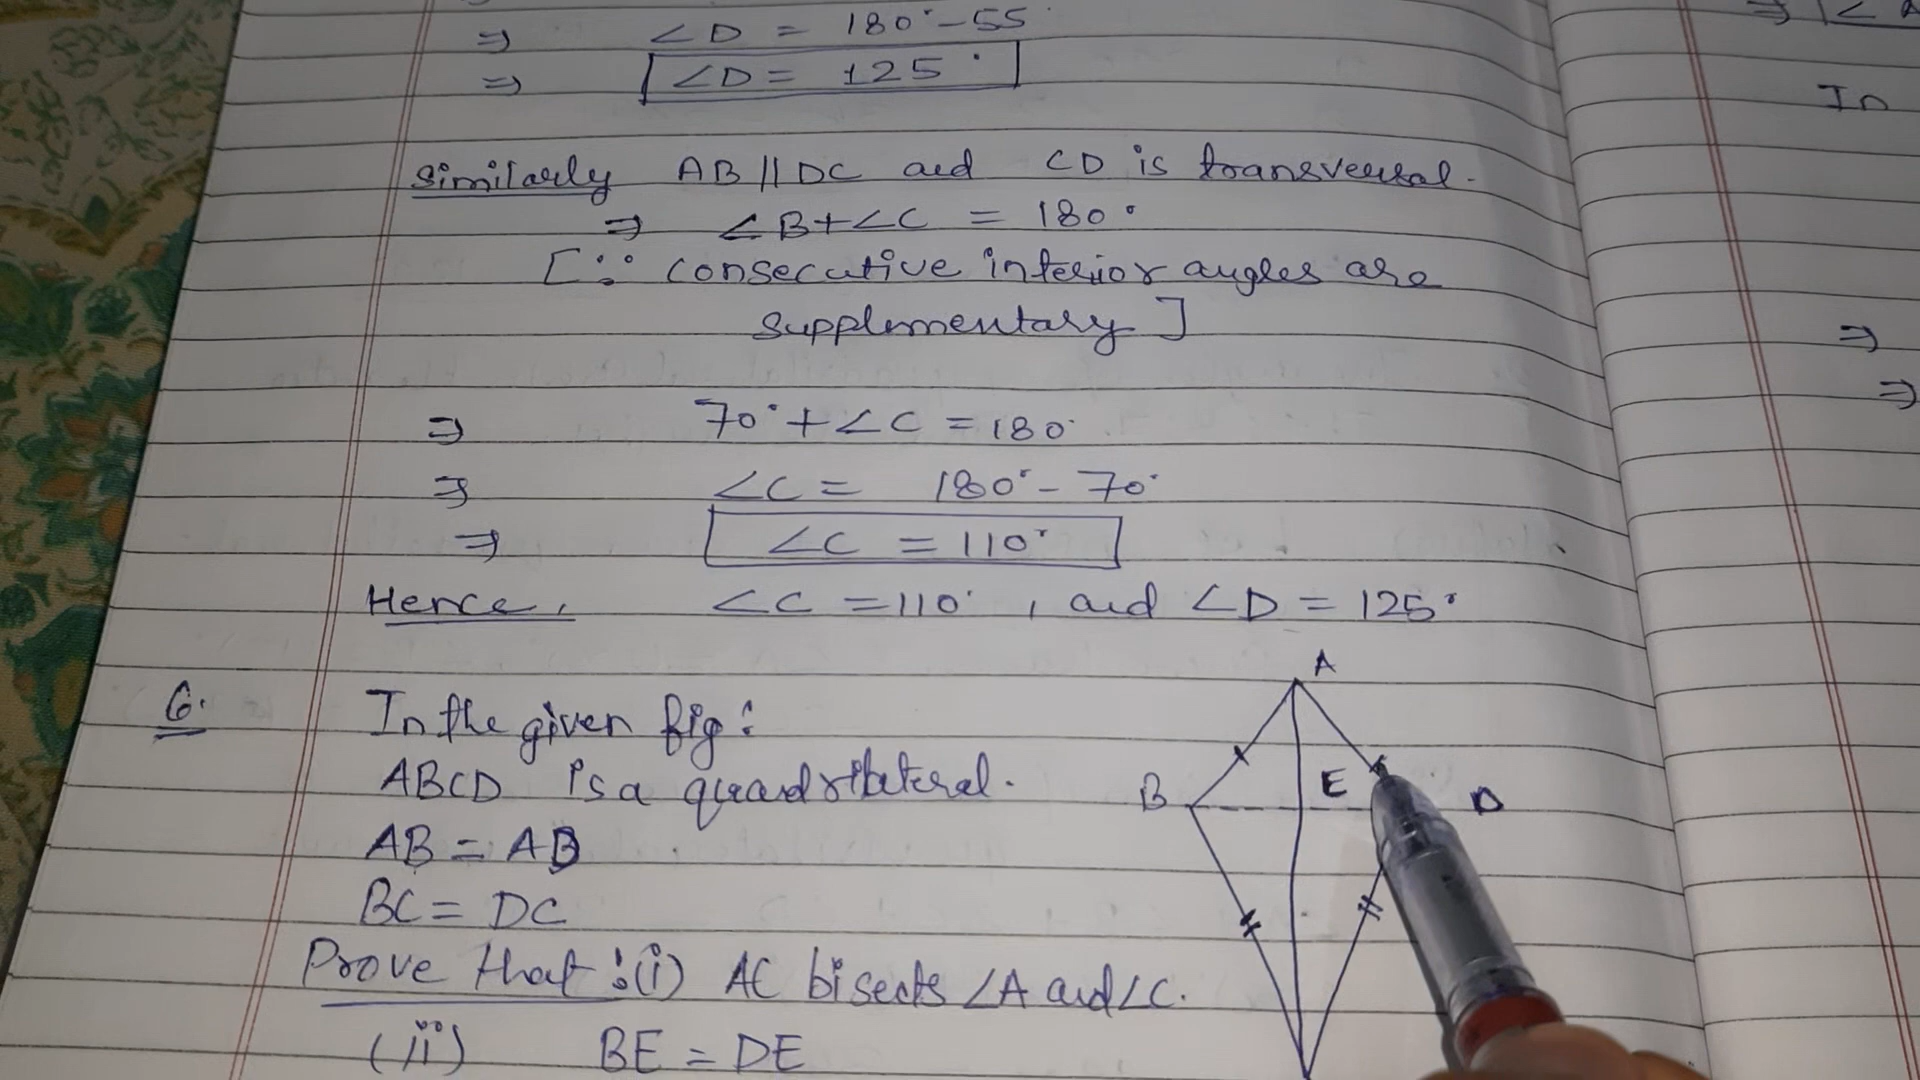 ⇒ ∠D = 180°-55
⇒ ∠D = 125°
Similarly AB || DC and CD is transversal.
⇒ ∠B+∠C = 180°
[∵ consecutive interior angles are
supplementary]
⇒ 70°+∠C = 180°
⇒ ∠C = 180° - 70°
⇒ ∠C = 110°
Hence, ∠C = 110°, and ∠D = 125°
6. In the given fig:
ABCD is a quadrilateral.
AB = AD
BC = DC
Prove that: (i) AC bisects ∠A and ∠C.
(ii) BE = DE
A
B
E
D
⇒ ∠A
In
⇒
⇒